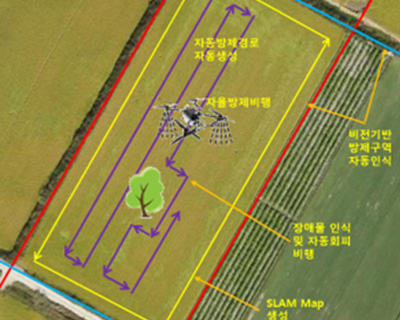 자동방제경로
자동생성
자율방제비행
비전기반
방제구역
자동인식
장애물 인식
및 자동회피
비행
SLAM Map
생성